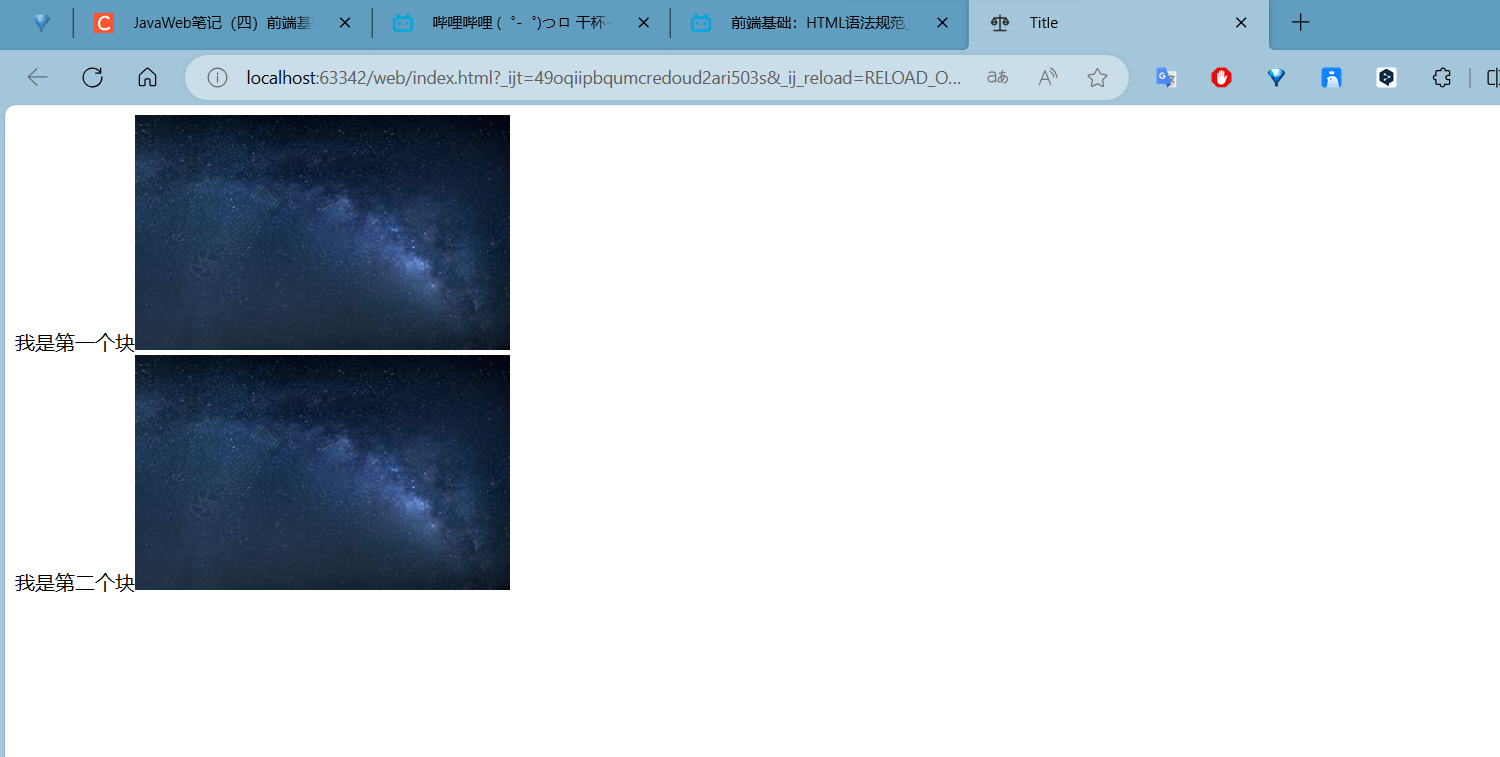 JavaWeb笔记（四）前端基
哔哩哔哩 (゜-゜)つロ 干杯~
前端基础：HTML语法规范_
Title
localhost:63342/web/index.html?_ijt=49oqiipbqumcredoud2ari503s&_ij_reload=RELOAD_O...
我是第一个块
我是第二个块